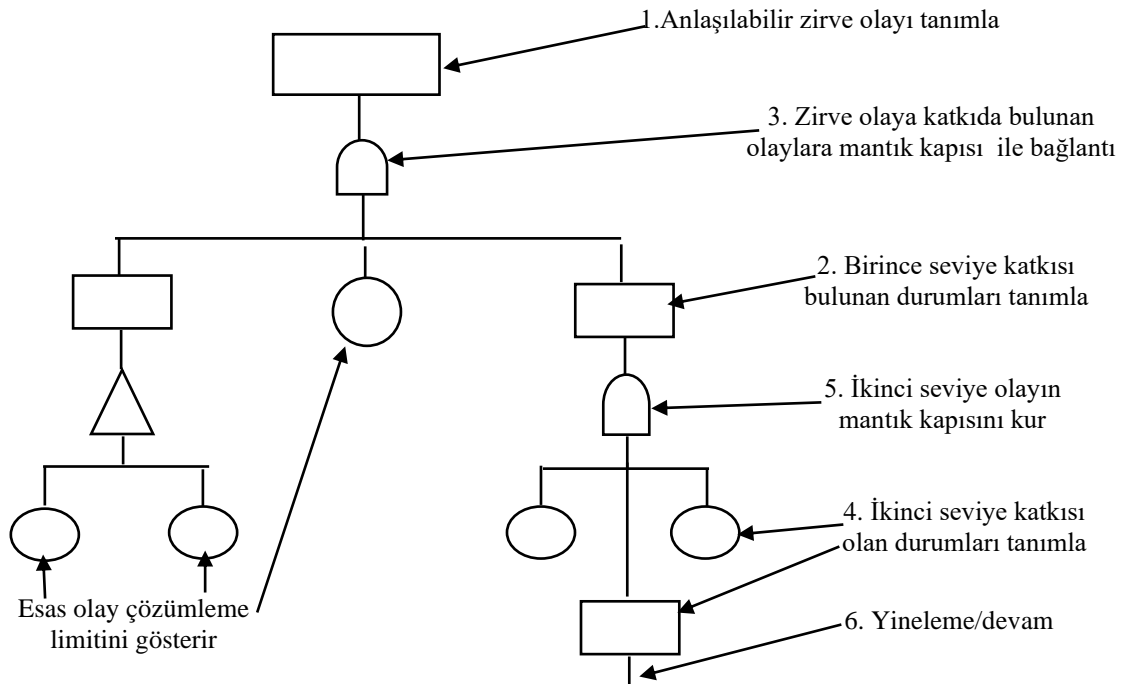 1.Anlaşılabilir zirve olayı tanımla
3. Zirve olaya katkıda bulunan
olaylara mantık kapısı ile bağlantı
2. Birince seviye katkısı
bulunan durumları tanımla
5. İkinci seviye olayın
mantık kapısını kur
4. İkinci seviye katkısı
olan durumları tanımla
Esas olay çözümleme
limitini gösterir
6. Yineleme/devam